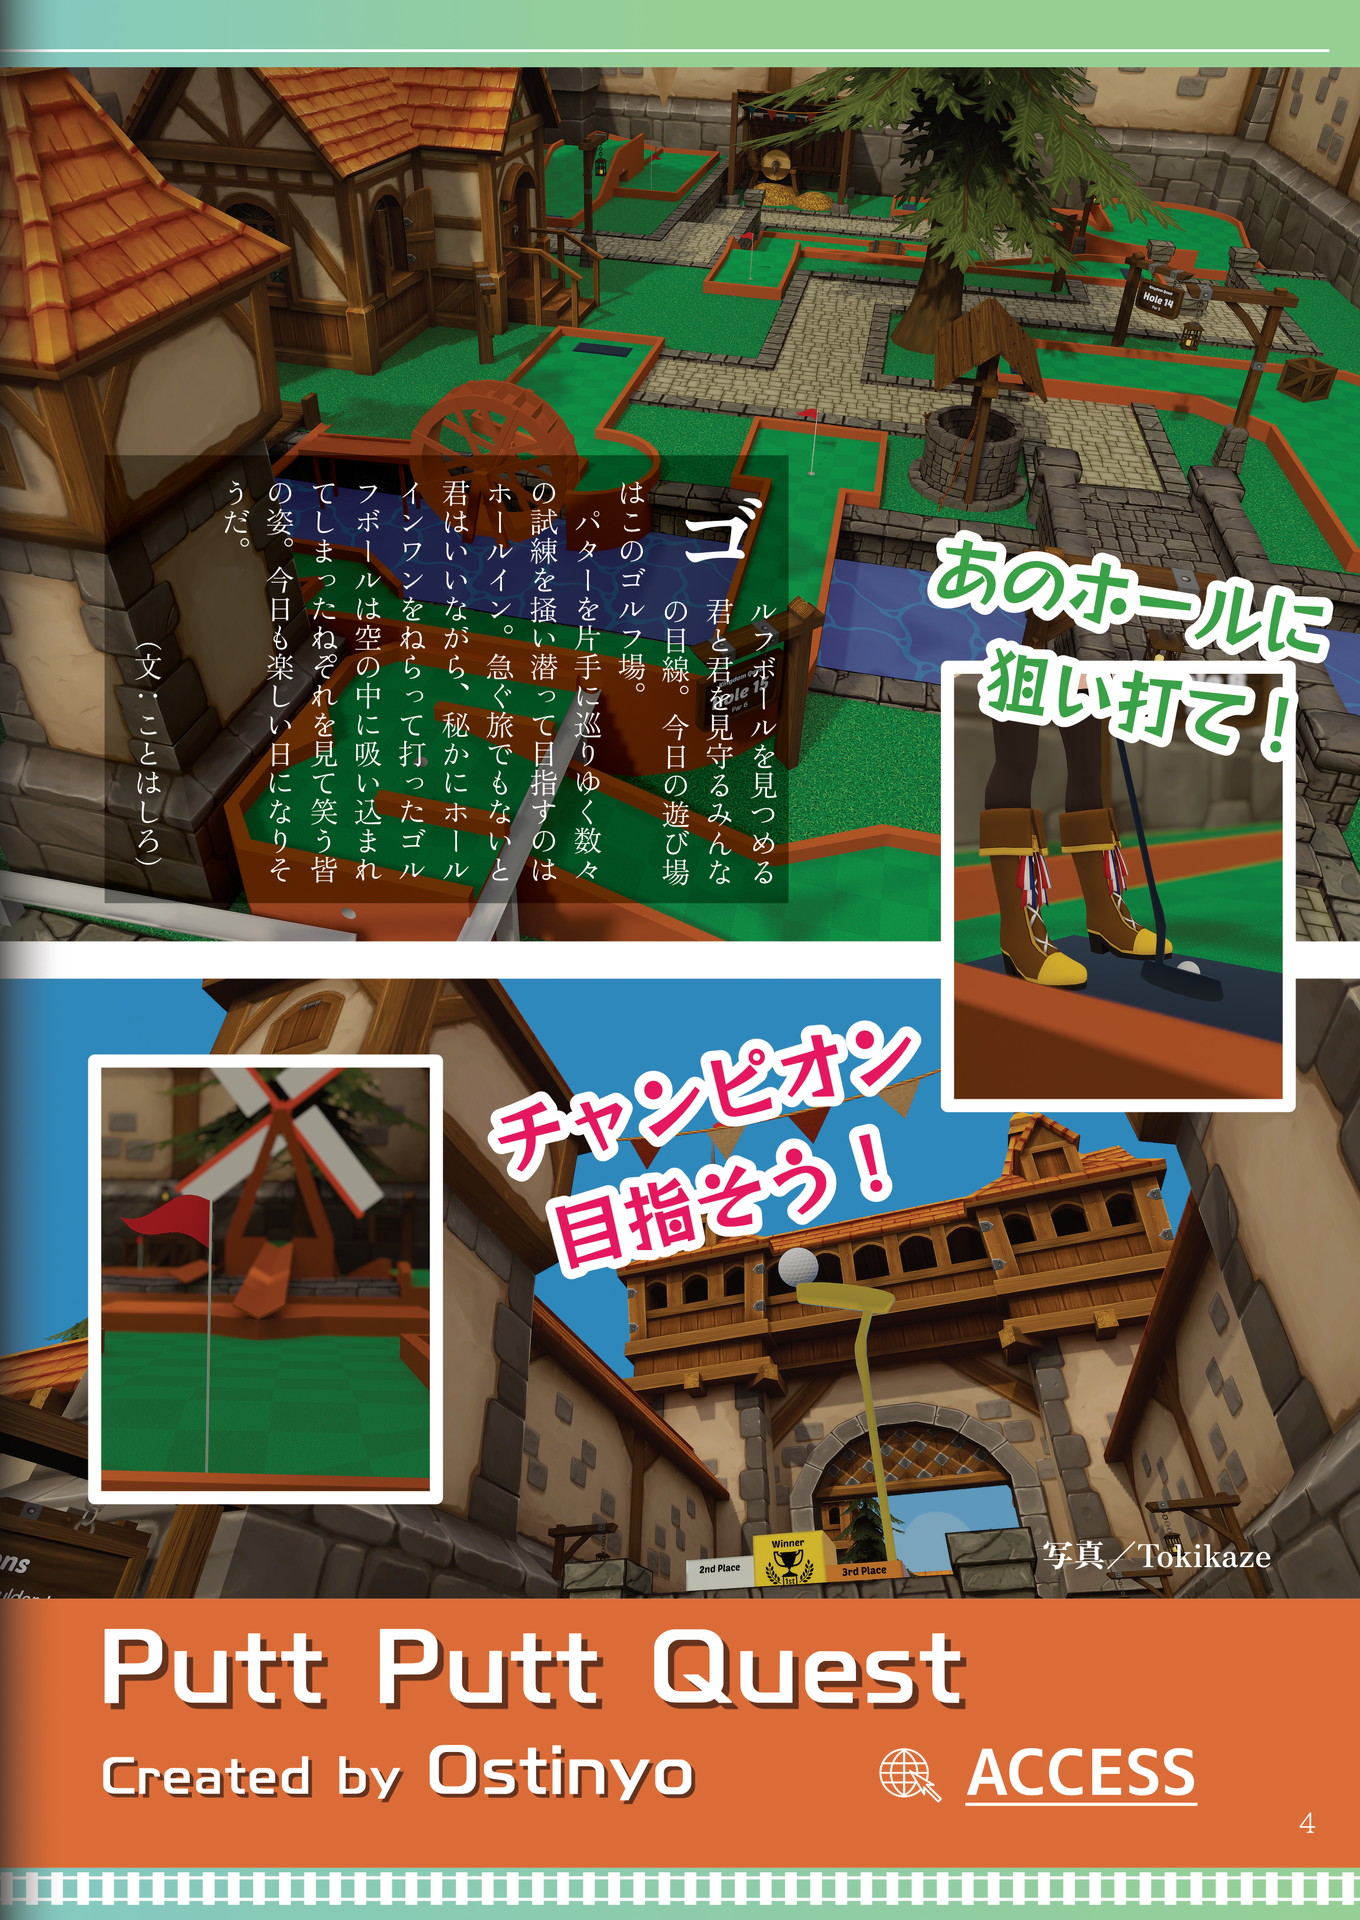 Kingdom Quest
Hole 14
Par 5
ゴルフボールを見つめる
君と君を見守るみんな
の目線。今日の遊び場
はこのゴルフ場。
パターを片手に巡りゆく数々
の試練を掻い潜って目指すのは
ホールイン。急ぐ旅でもないと
君はいいながら、秘かにホール
インワンをねらって打ったゴル
フボールは空の中に吸い込まれ
てしまったね。それを見て笑う皆
の姿。今日も楽しい日になりそ
うだ。
（文：ことはしろ）
Kingdom Quest
Hole 15
Par 6
あのホールに
狙い打て！
チャンピオン
目指そう！
2nd Place
Winner
1st
3rd Place
写真／Tokikaze
Putt Putt Quest
Created by Ostinyo
ACCESS
4